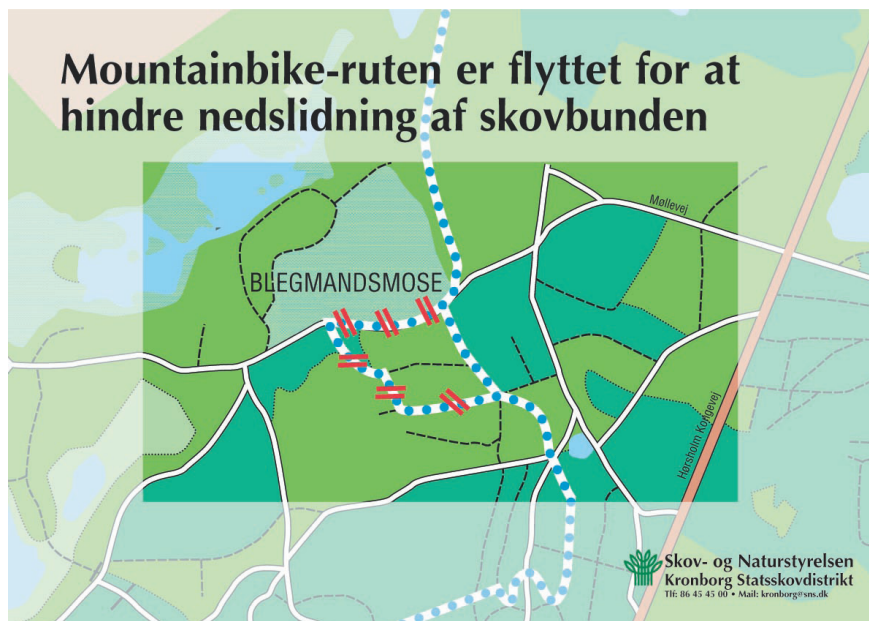 Mountainbike-ruten er flyttet for at
hindre nedslidning af skovbunden
Møllevej
BLEGMANDSMOSE
Hørsholm Kongevej
Skov- og Naturstyrelsen
Kronborg Statsskovdistrikt
Tlf: 86 45 45 00 • Mail: kronborg@sns.dk